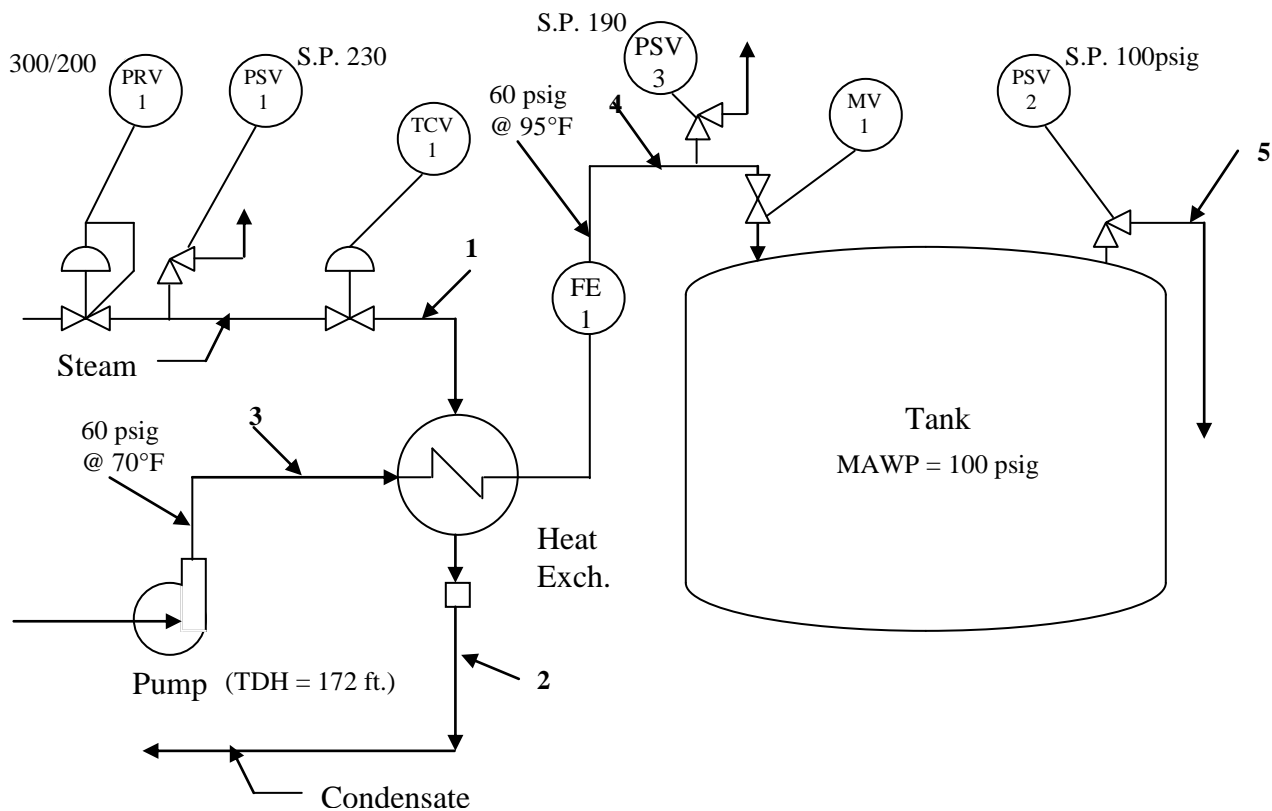 S.P. 190
PSV
3
300/200
PRV
1
PSV
1
S.P. 230
TCV
1
60 psig
@ 95°F
4
MV
1
PSV
2
S.P. 100psig
5
1
FE
1
Steam
3
60 psig
@ 70°F
Tank
MAWP = 100 psig
Heat
Exch.
Pump (TDH = 172 ft.)
2
Condensate